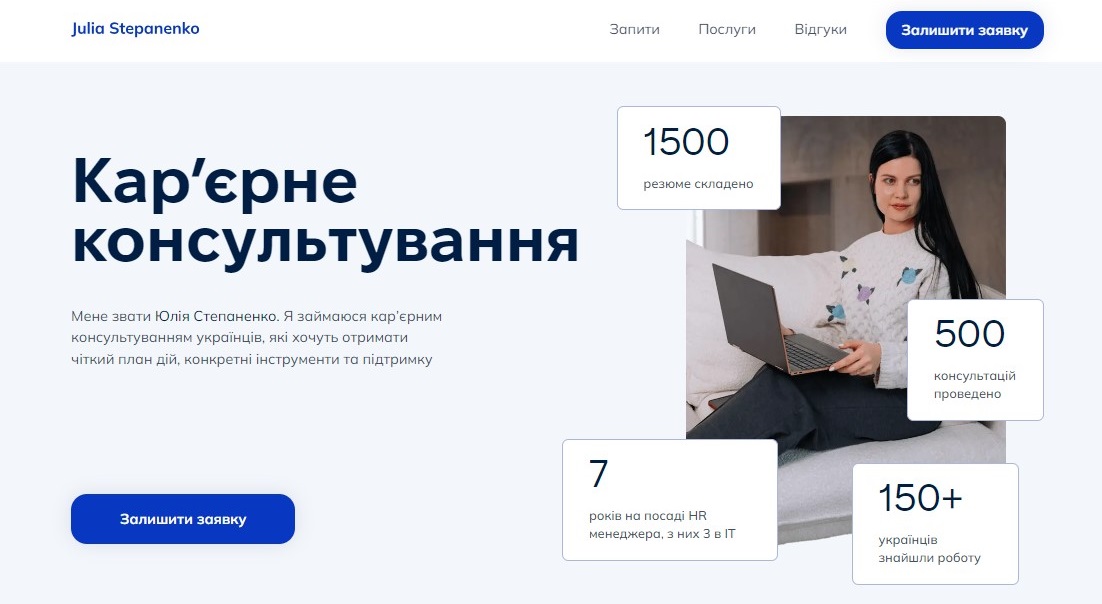 Julia Stepanenko
Запити
Послуги
Відгуки
Залишити заявку
Кар’єрне
консультування
Мене звати Юлія Степаненко. Я займаюся кар’єрним
консультуванням українців, які хочуть отримати
чіткий план дій, конкретні інструменти та підтримку
Залишити заявку
1500
резюме складено
500
консультацій
проведено
7
років на посаді HR
менеджера, з них 3 в ІТ
150+
українців
знайшли роботу